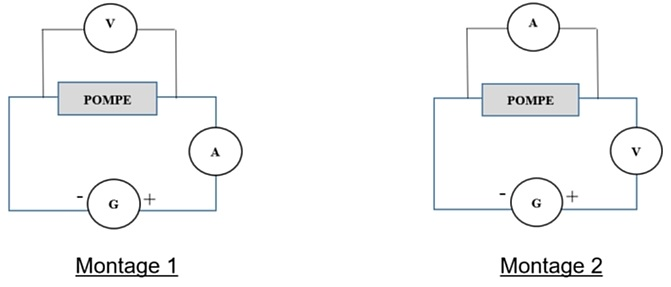 V
POMPE
A
- G +
Montage 1
A
POMPE
V
- G +
Montage 2